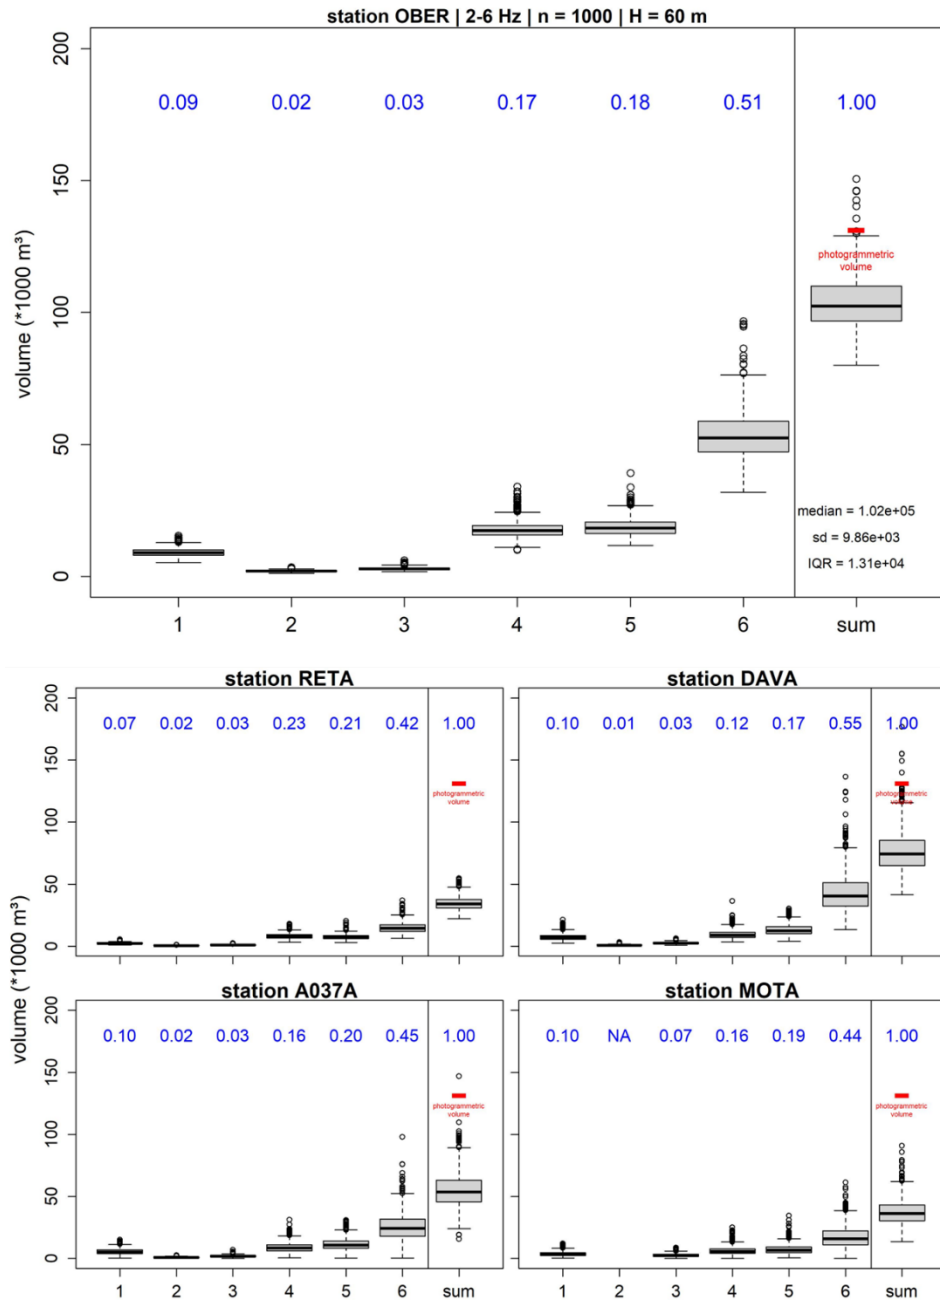 station OBER | 2-6 Hz | n = 1000 | H = 60 m
200
150
100
50
0
volume (*1000 m³)
0.09 0.02 0.03 0.17 0.18 0.51 1.00
photogrammetric
volume
median = 1.02e+05
sd = 9.86e+03
IQR = 1.31e+04
1 2 3 4 5 6 sum
station RETA
200
150
100
50
0
0.07 0.02 0.03 0.23 0.21 0.42 1.00
photogrammetric
volume
station DAVA
0.10 0.01 0.03 0.12 0.17 0.55 1.00
photogrammetric
volume
volume (*1000 m³)
station A037A
200
150
100
50
0
0.10 0.02 0.03 0.16 0.20 0.45 1.00
photogrammetric
volume
1 2 3 4 5 6 sum
station MOTA
0.10 NA 0.07 0.16 0.19 0.44 1.00
photogrammetric
volume
1 2 3 4 5 6 sum